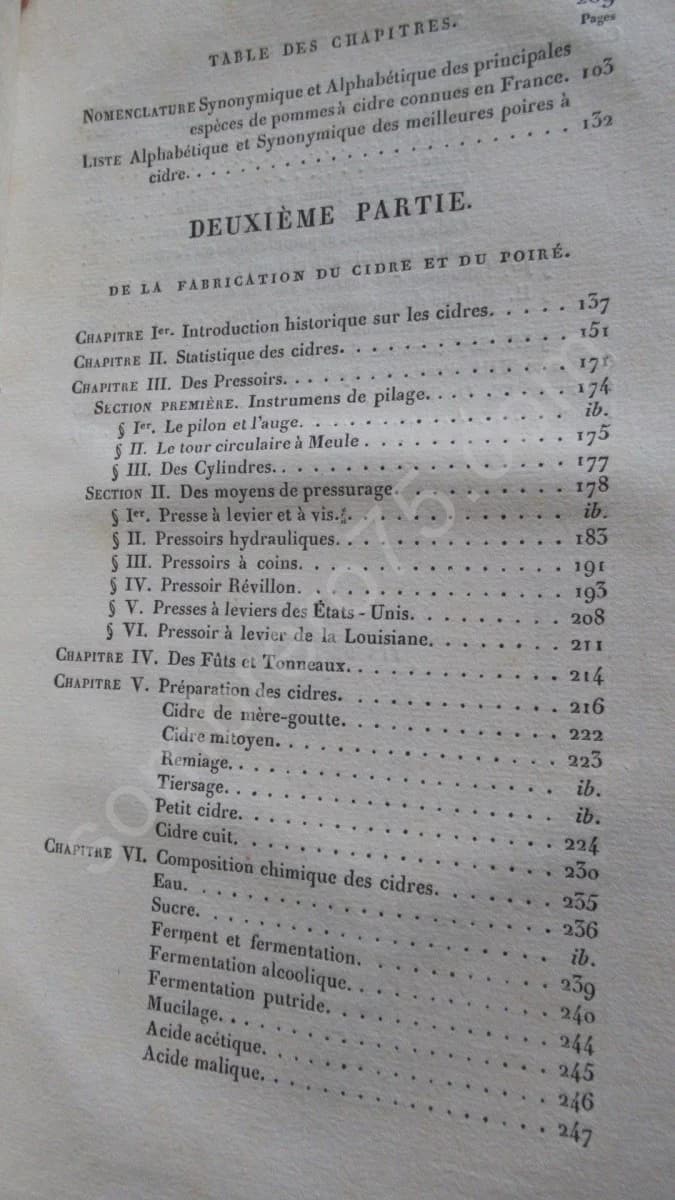 TABLE DES CHAPITRES.
Pages
NOMENCLATURE Synonymique et Alphabétique des principales
espèces de pommes à cidre connues en France. 103
LISTE Alphabétique et Synonymique des meilleures poires à
cidre. . . . . . . . . . . . . . . . . . . . . . . 132
DEUXIÈME PARTIE.
DE LA FABRICATION DU CIDRE ET DU POIRÉ.
CHAPITRE Ier. Introduction historique sur les cidres. . . . . 137
CHAPITRE II. Statistique des cidres. . . . . . . . . . . . . 151
CHAPITRE III. Des Pressoirs. . . . . . . . . . . . . . . . 171
SECTION PREMIÈRE. Instrumens de pilage. . . . . . . . . 174
§ Ier. Le pilon et l'auge. . . . . . . . . . . . . . . ib.
§ II. Le tour circulaire à Meule . . . . . . . . . . . 175
§ III. Des Cylindres. . . . . . . . . . . . . . . . . 177
SECTION II. Des moyens de pressurage. . . . . . . . . . 178
§ Ier. Presse à levier et à vis. . . . . . . . . . . . . ib.
§ II. Pressoirs hydrauliques. . . . . . . . . . . . . 183
§ III. Pressoirs à coins. . . . . . . . . . . . . . . 191
§ IV. Pressoir Révillon. . . . . . . . . . . . . . . 193
§ V. Presses à leviers des États-Unis. . . . . . . . . 208
§ VI. Pressoir à levier de la Louisiane. . . . . . . . 211
CHAPITRE IV. Des Fûts et Tonneaux. . . . . . . . . . . . 214
CHAPITRE V. Préparation des cidres. . . . . . . . . . . . 216
Cidre de mère-goutte. . . . . . . . . . . . 222
Cidre mitoyen. . . . . . . . . . . . . . . 223
Remiage. . . . . . . . . . . . . . . . . . ib.
Tiersage. . . . . . . . . . . . . . . . . . ib.
Petit cidre. . . . . . . . . . . . . . . . . 224
Cidre cuit. . . . . . . . . . . . . . . . . 230
CHAPITRE VI. Composition chimique des cidres. . . . . . . 235
Eau. . . . . . . . . . . . . . . . . . . . 236
Sucre. . . . . . . . . . . . . . . . . . . ib.
Ferment et fermentation. . . . . . . . . . . 239
Fermentation alcoolique. . . . . . . . . . . 240
Fermentation putride. . . . . . . . . . . . 244
Mucilage. . . . . . . . . . . . . . . . . . 245
Acide acétique. . . . . . . . . . . . . . . 246
Acide malique. . . . . . . . . . . . . . . 247